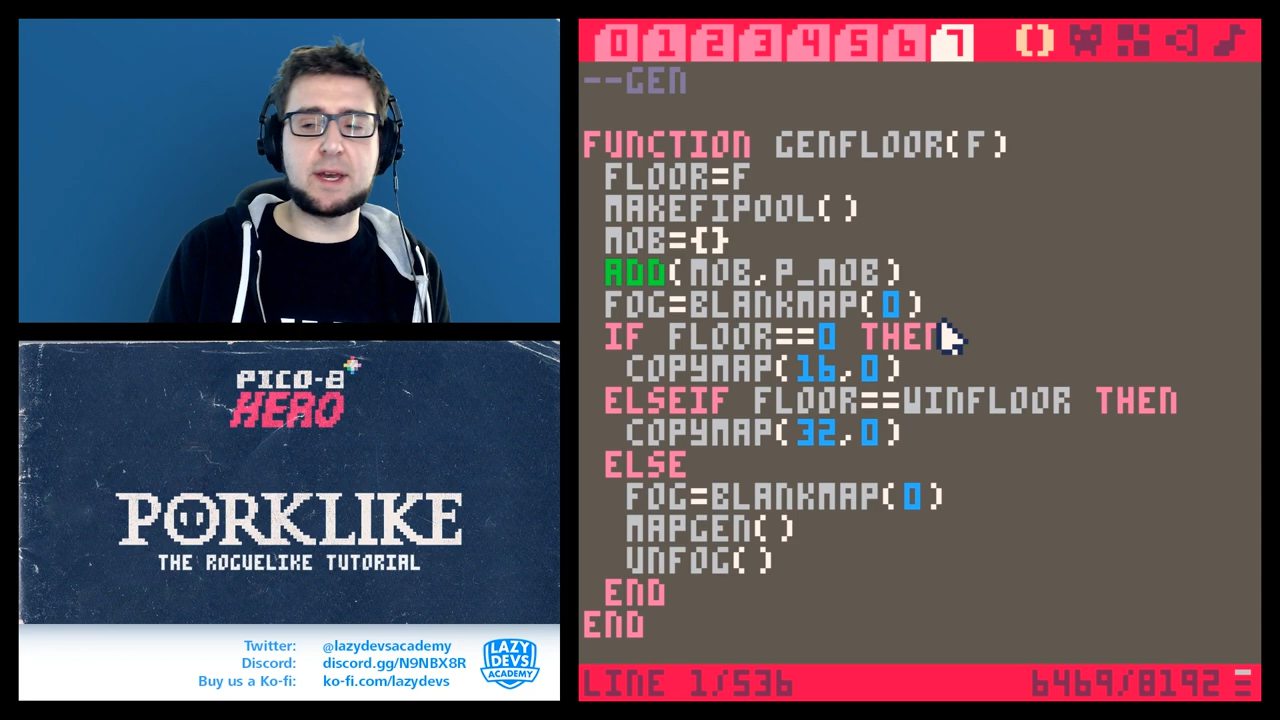 PICO-8
HERO
PORKLIKE
THE ROGUELIKE TUTORIAL
Twitter: @lazydevsacademy
Discord: discord.gg/N9NBX8R
Buy us a Ko-fi: ko-fi.com/lazydevs
LAZY
DEVS
ACADEMY
0 1 2 3 4 5 6 7 ()
--GEN
FUNCTION GENFLOOR(F)
FLOOR=F
MAKEFIPOOL()
MOB={}
ADD(MOB,P_MOB)
FOG=BLANKMAP(0)
IF FLOOR==0 THEN
COPYMAP(16,0)
ELSEIF FLOOR==WINFLOOR THEN
COPYMAP(32,0)
ELSE
FOG=BLANKMAP(0)
MAPGEN()
UNFOG()
END
END
LINE 1/536 6469/8192